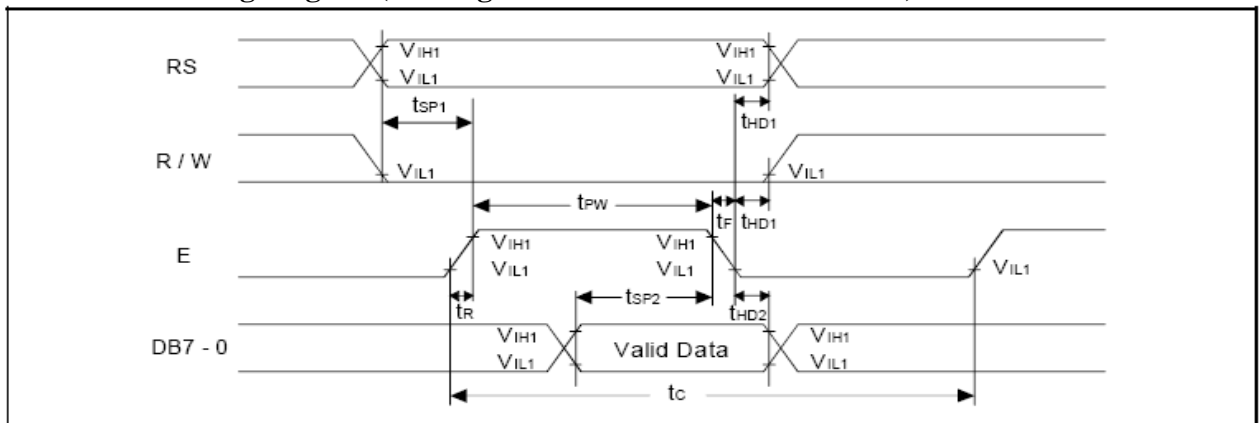 RS
VIH1 VIH1
VIL1 VIL1
tSP1
tHD1
R / W
VIL1 VIL1
tPW
tF tHD1
E
VIH1 VIH1
VIL1 VIL1 VIL1
tR
tSP2
tHD2
DB7 - 0
VIH1 VIH1
Valid Data
VIL1 VIL1
tC